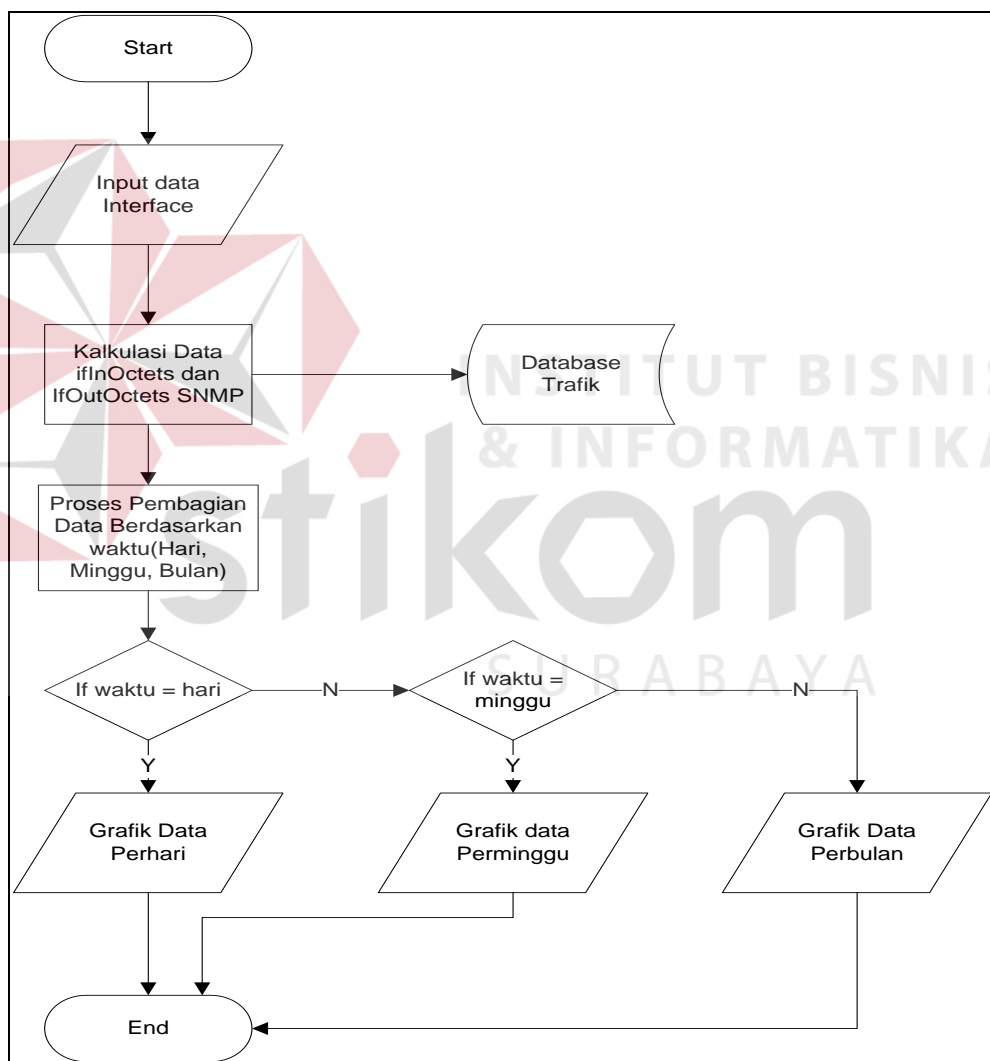 Start
Input data
Interface
Kalkulasi Data
ifInOctets dan
IfOutOctets SNMP
Database
Trafik
INSTITUT BISNIS
& INFORMATIKA
stikom
SURABAYA
Proses Pembagian
Data Berdasarkan
waktu(Hari,
Minggu, Bulan)
If waktu = hari
N
If waktu =
minggu
N
Y
Y
Grafik Data
Perhari
Grafik data
Perminggu
Grafik Data
Perbulan
End